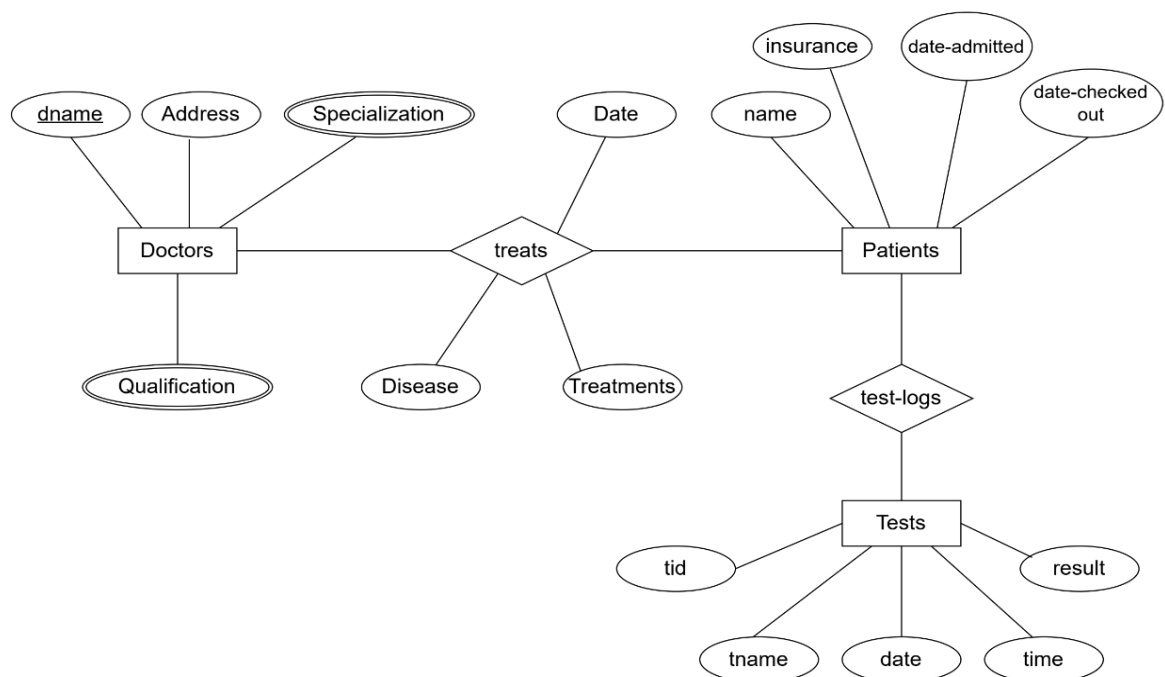 insurance
date-admitted
dname
Address
Specialization
Date
name
date-checked
out
Doctors
treats
Patients
Qualification
Disease
Treatments
test-logs
Tests
tid
result
tname
date
time